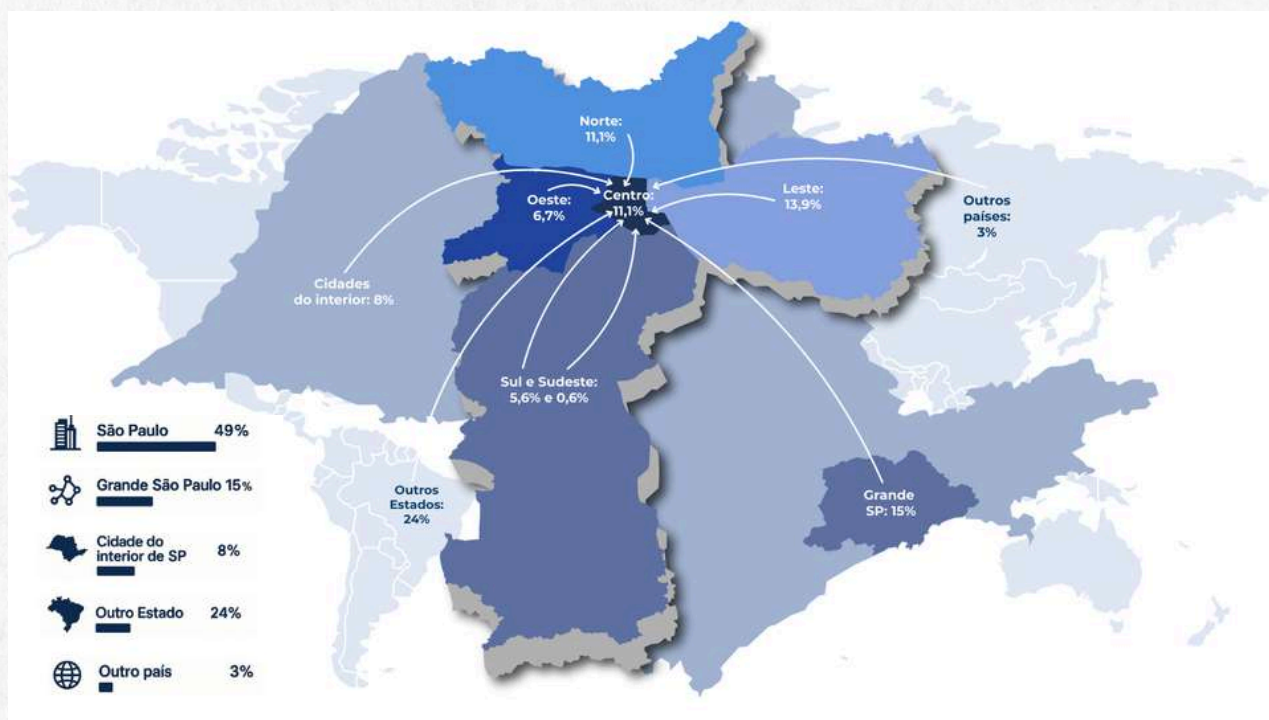 Norte:
11,1%
Oeste:
6,7%
Centro:
11,1%
Leste:
13,9%
Outros
países:
3%
Cidades
do interior: 8%
Sul e Sudeste:
5,6% e 0,6%
Outros
Estados:
24%
Grande
SP: 15%
São Paulo 49%
Grande São Paulo 15%
Cidade do
interior de SP 8%
Outro Estado 24%
Outro país 3%